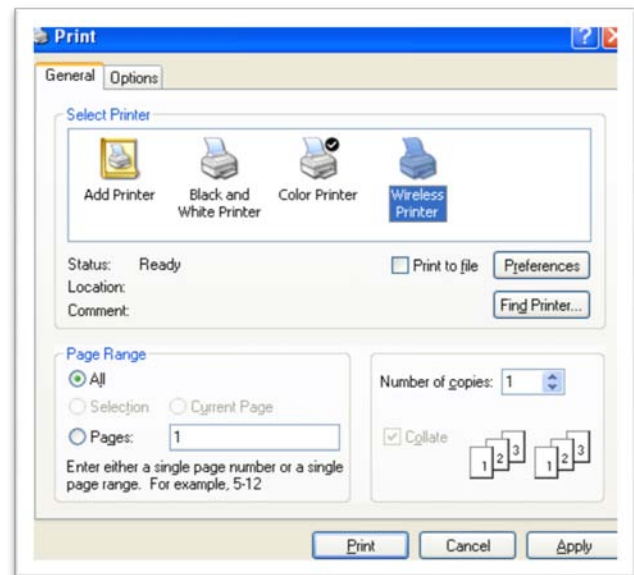 Print
General Options
Select Printer
Add Printer Black and White Printer Color Printer Wireless Printer
Status: Ready
Print to file Preferences
Location:
Comment:
Find Printer...
Page Range
All
Selection Current Page
Pages: 1
Enter either a single page number or a single
page range. For example, 5-12
Number of copies: 1
Collate
1 2 3 1 2 3
Print Cancel Apply